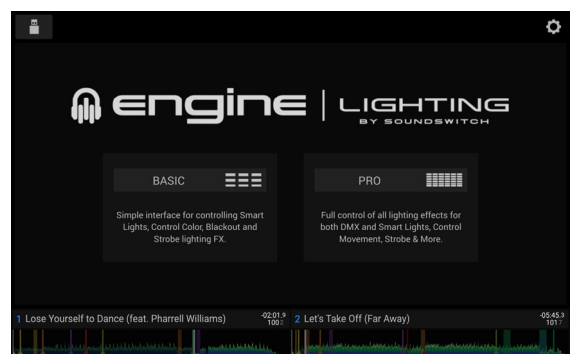 engine | LIGHTING
BY SOUNDSWITCH
BASIC
Simple interface for controlling Smart
Lights, Control Color, Blackout and
Strobe lighting FX.
PRO
Full control of all lighting effects for
both DMX and Smart Lights, Control
Movement, Strobe & More.
1 Lose Yourself to Dance (feat. Pharrell Williams)
-02:01.9
100
2 Let's Take Off (Far Away)
-05:45.3
101